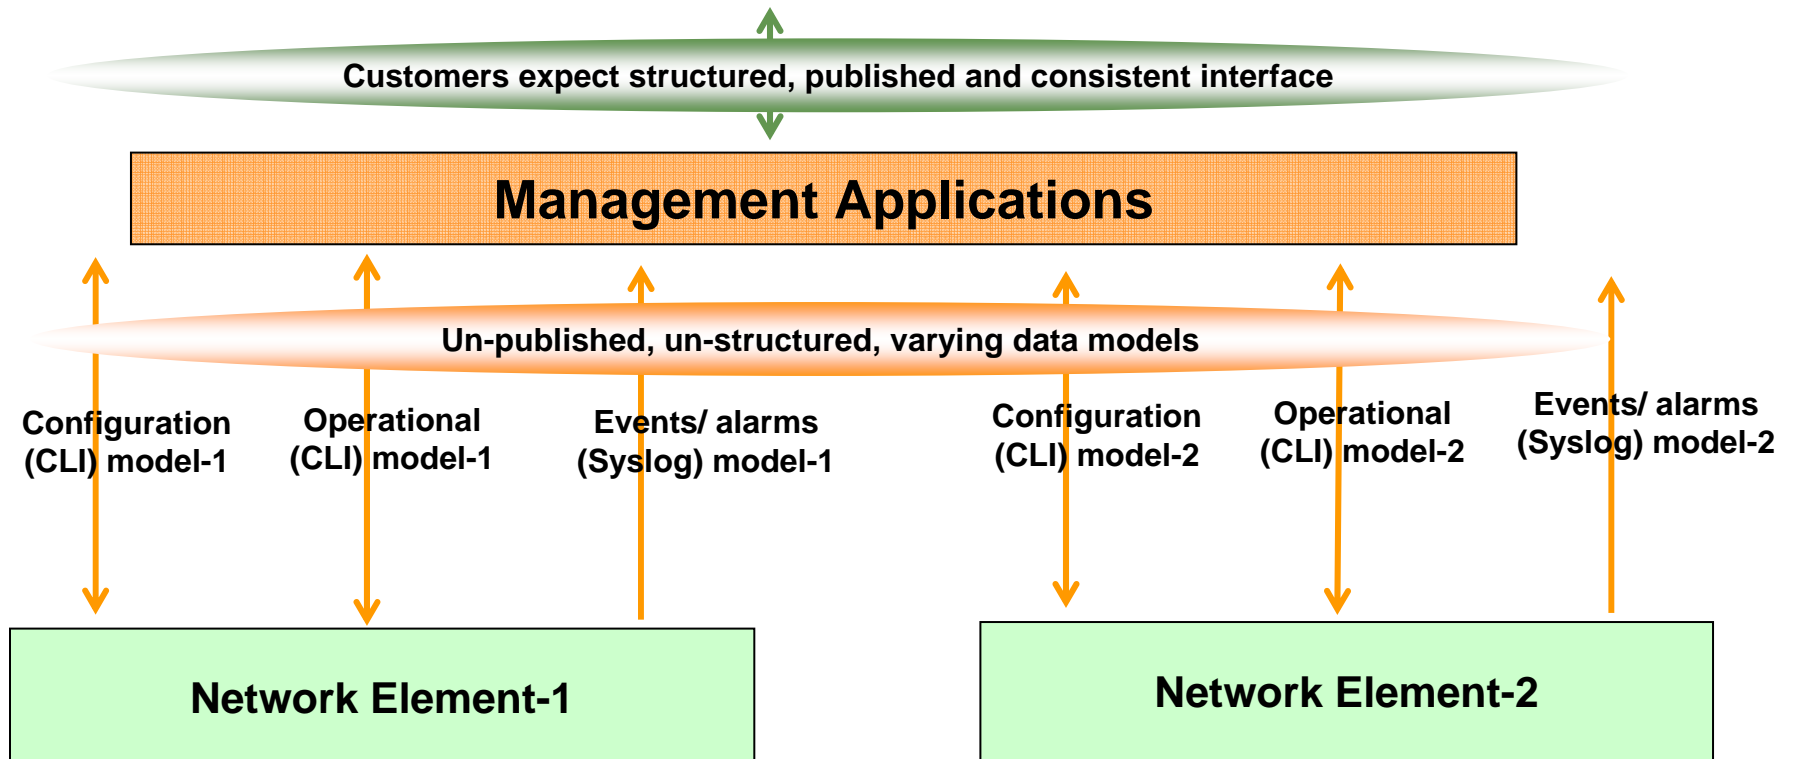 Customers expect structured, published and consistent interface
Management Applications
Un-published, un-structured, varying data models
Configuration
(CLI) model-1
Operational
(CLI) model-1
Events/ alarms
(Syslog) model-1
Configuration
(CLI) model-2
Operational
(CLI) model-2
Events/ alarms
(Syslog) model-2
Network Element-1
Network Element-2